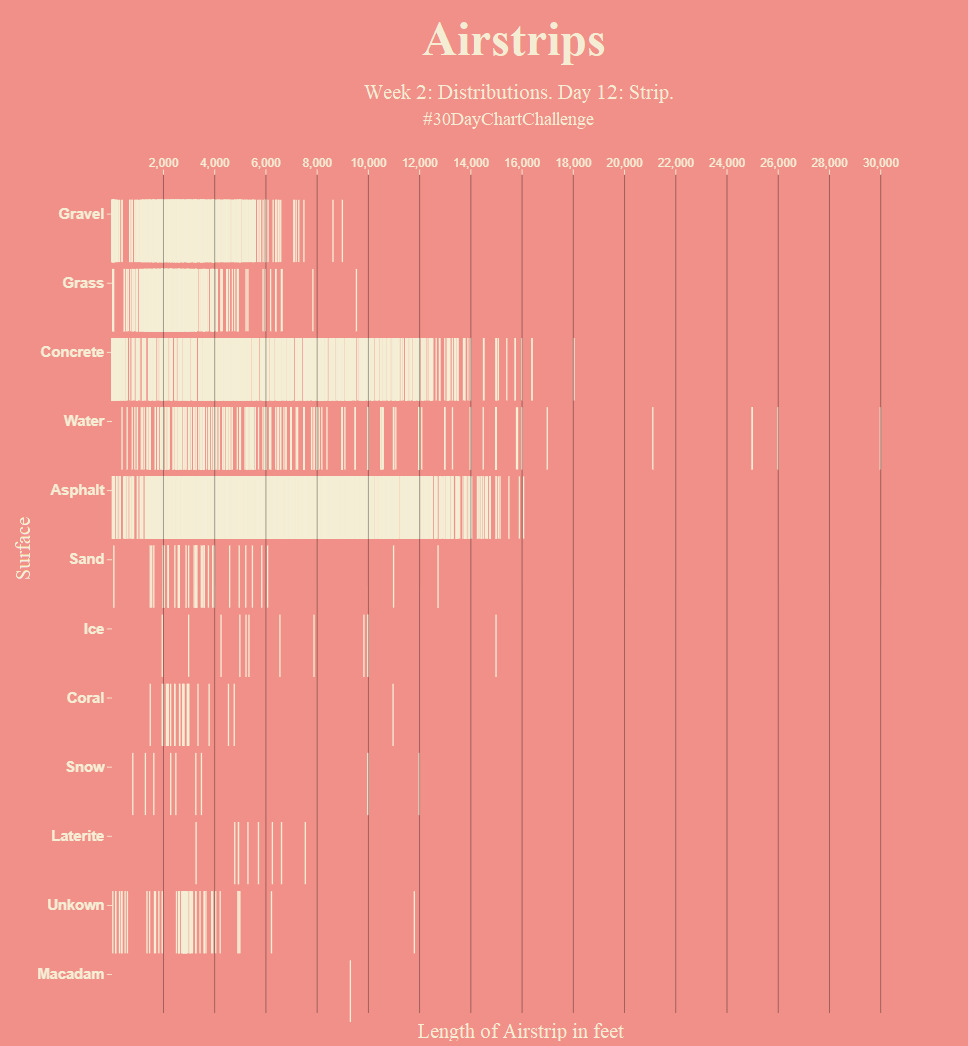 Airstrips
Week 2: Distributions. Day 12: Strip.
#30DayChartChallenge
2,000 4,000 6,000 8,000 10,000 12,000 14,000 16,000 18,000 20,000 22,000 24,000 26,000 28,000 30,000
Gravel
Grass
Concrete
Water
Asphalt
Surface
Sand
Ice
Coral
Snow
Laterite
Unkown
Macadam
Length of Airstrip in feet